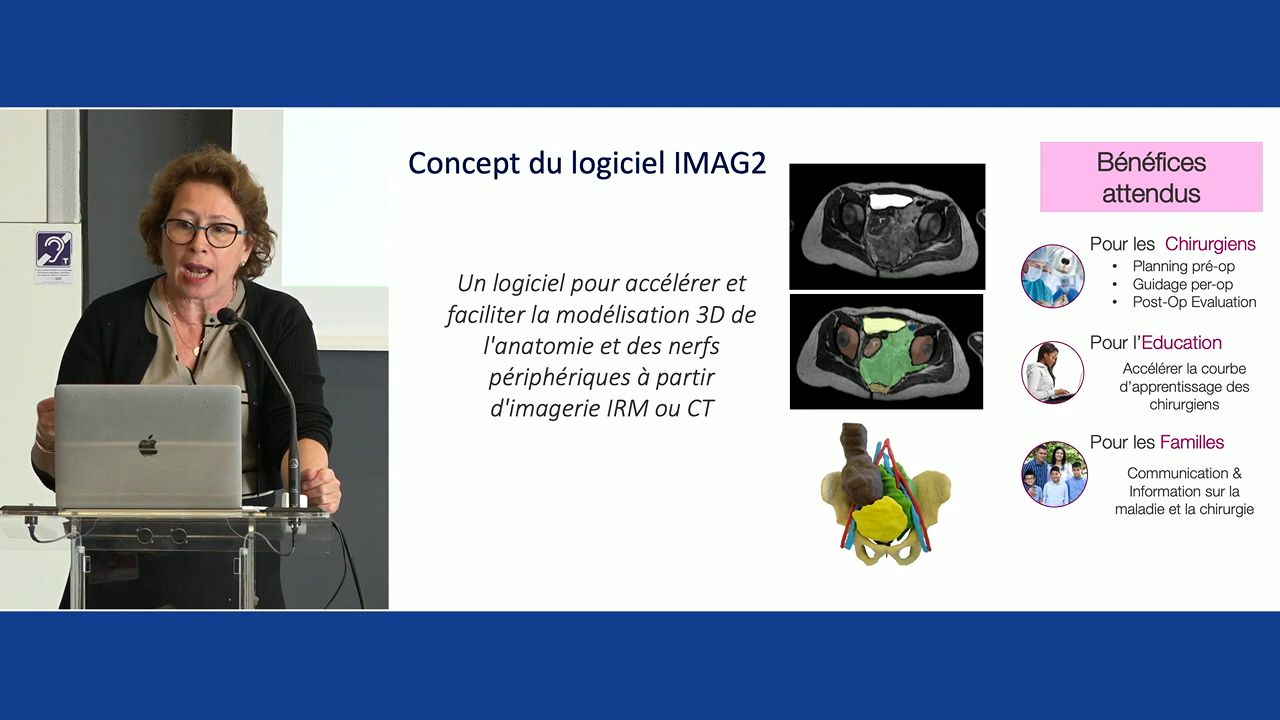 Concept du logiciel IMAG2
Un logiciel pour accélérer et
faciliter la modélisation 3D de
l'anatomie et des nerfs
périphériques à partir
d'imagerie IRM ou CT
Bénéfices
attendus
Pour les Chirurgiens
• Planning pré-op
• Guidage per-op
• Post-Op Evaluation
Pour l'Education
Accélérer la courbe
d'apprentissage des
chirurgiens
Pour les Familles
Communication &
Information sur la
maladie et la chirurgie